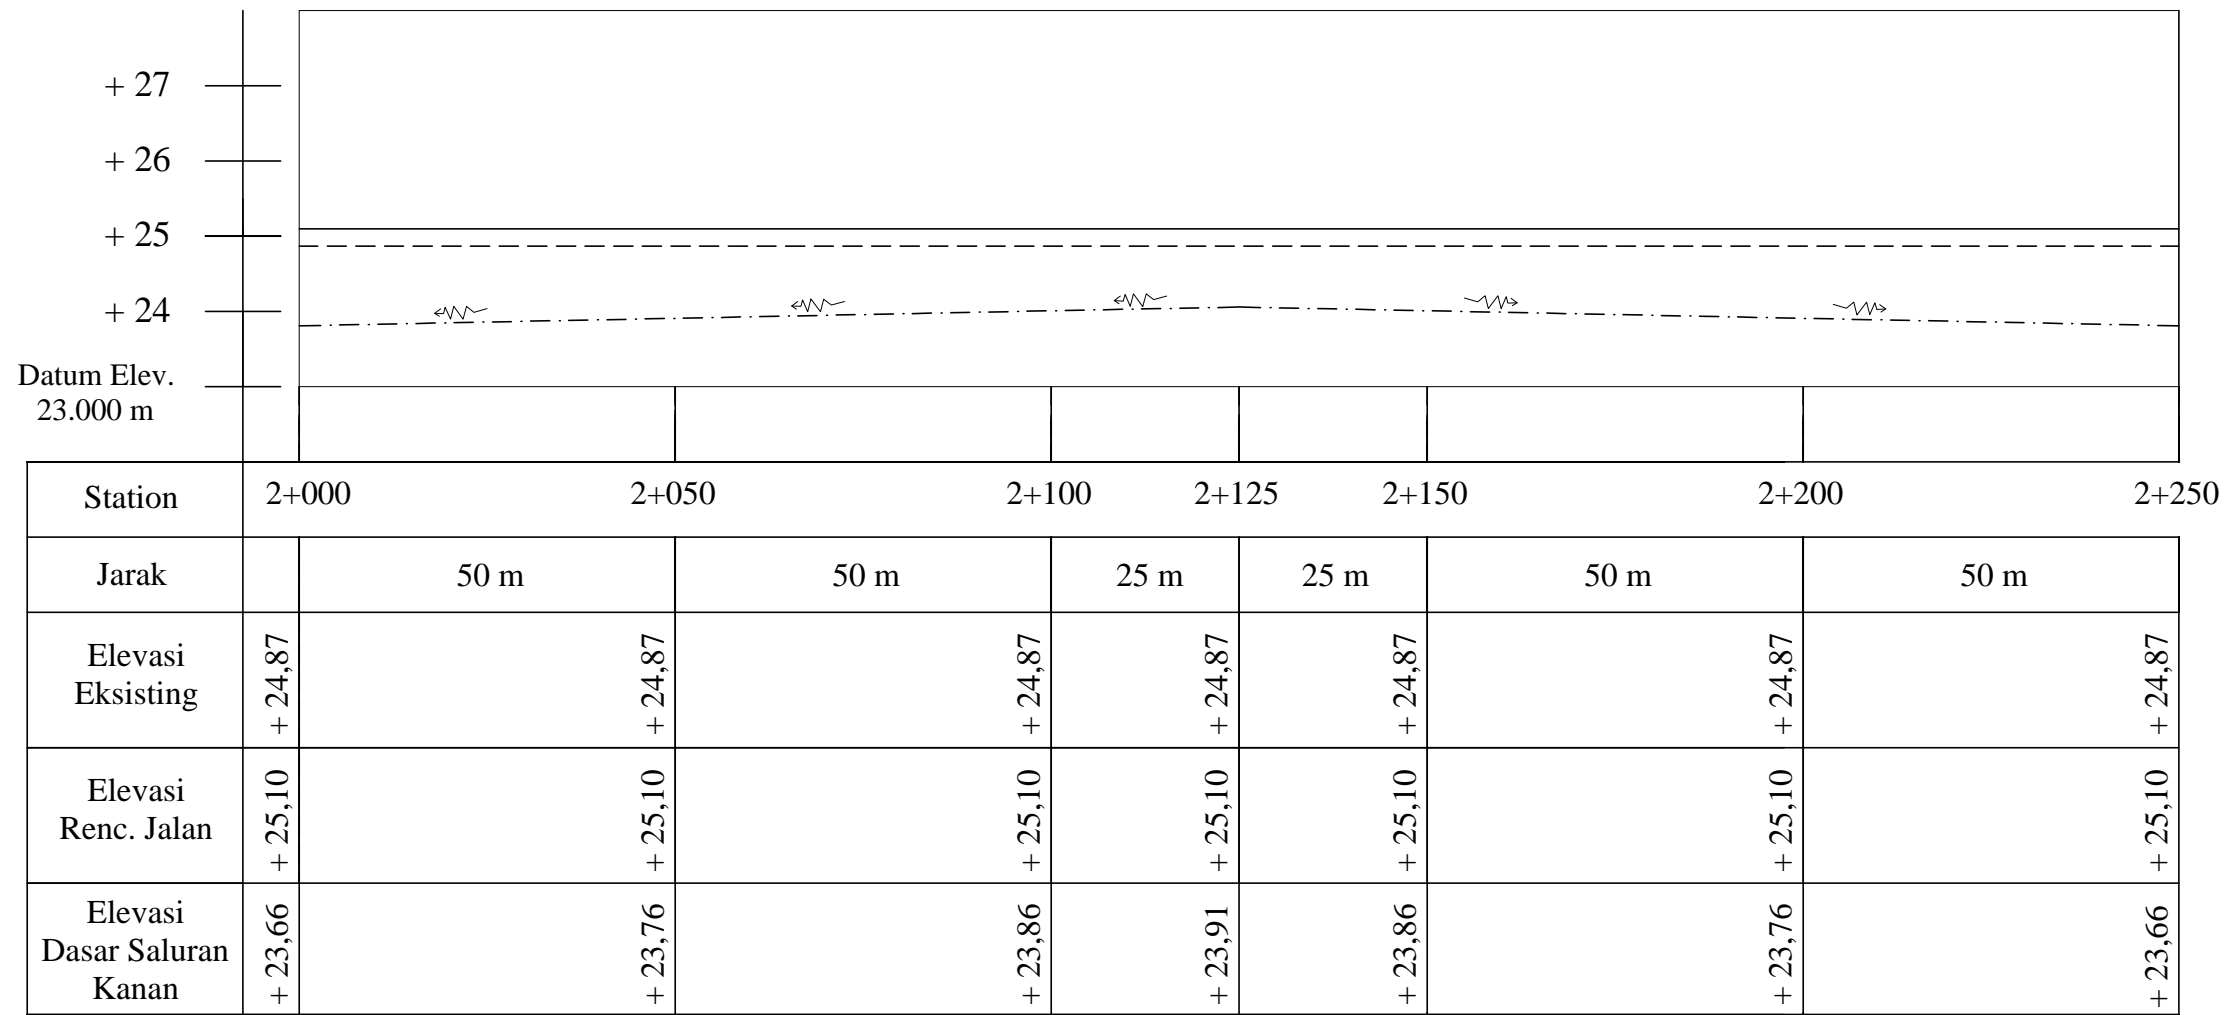 + 27
+ 26
+ 25
+ 24
Datum Elev.
23.000 m
Station 2+000 2+050 2+100 2+125 2+150 2+200 2+250
Jarak 50 m 50 m 25 m 25 m 50 m 50 m
Elevasi
Eksisting
+ 24,87 + 24,87 + 24,87 + 24,87 + 24,87 + 24,87 + 24,87
Elevasi
Renc. Jalan
+ 25,10 + 25,10 + 25,10 + 25,10 + 25,10 + 25,10 + 25,10
Elevasi
Dasar Saluran
Kanan
+ 23,66 + 23,76 + 23,86 + 23,91 + 23,86 + 23,76 + 23,66